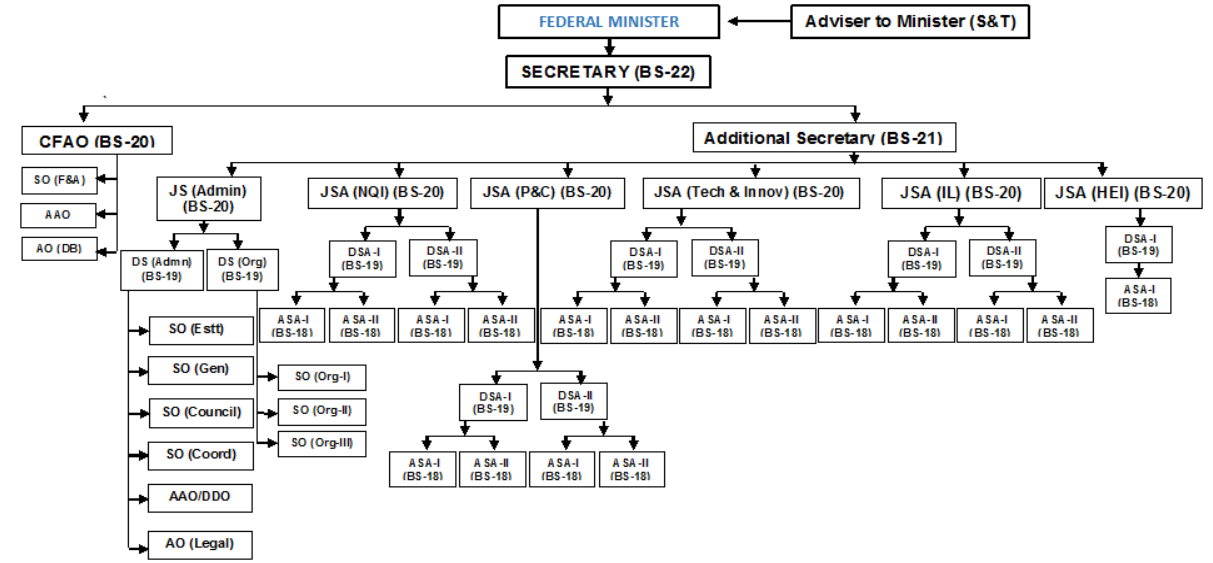 FEDERAL MINISTER
Adviser to Minister (S&T)
SECRETARY (BS-22)
CFAO (BS-20)
Additional Secretary (BS-21)
SO (F&A)
AAO
AO (DB)
JS (Admin)
(BS-20)
JSA (NQI) (BS-20)
JSA (P&C) (BS-20)
JSA (Tech & Innov) (BS-20)
JSA (IL) (BS-20)
JSA (HEI) (BS-20)
DS (Admn)
(BS-19)
DS (Org)
(BS-19)
DSA-I
(BS-19)
DSA-II
(BS-19)
DSA-I
(BS-19)
DSA-II
(BS-19)
DSA-I
(BS-19)
DSA-II
(BS-19)
DSA-I
(BS-19)
ASA-I
(BS-18)
ASA-I
(BS-18)
ASA-II
(BS-18)
ASA-I
(BS-18)
ASA-II
(BS-18)
ASA-I
(BS-18)
ASA-II
(BS-18)
ASA-I
(BS-18)
ASA-II
(BS-18)
ASA-I
(BS-18)
ASA-II
(BS-18)
ASA-I
(BS-18)
ASA-II
(BS-18)
SO (Estt)
SO (Gen)
SO (Council)
SO (Coord)
AAO/DDO
AO (Legal)
SO (Org-I)
SO (Org-II)
SO (Org-III)
DSA-I
(BS-19)
DSA-II
(BS-19)
ASA-I
(BS-18)
ASA-II
(BS-18)
ASA-I
(BS-18)
ASA-II
(BS-18)